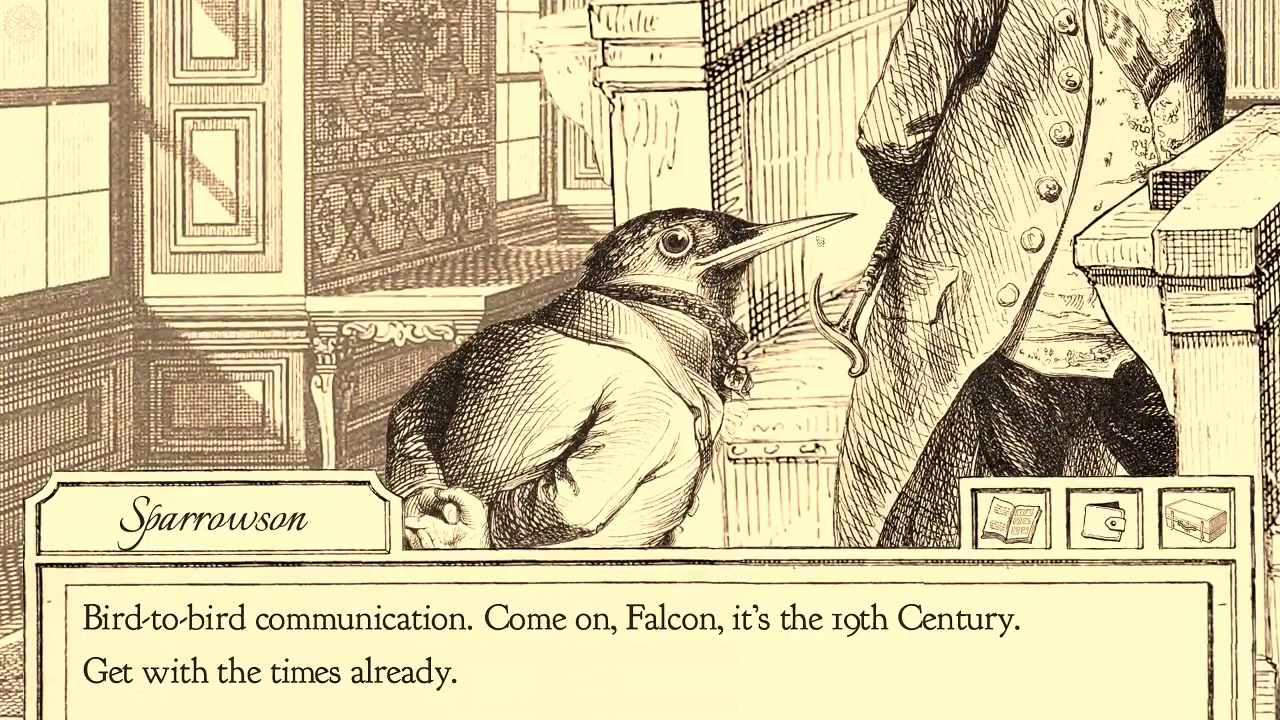 Sparrowson
Bird-to-bird communication. Come on, Falcon, it's the 19th Century.
Get with the times already.